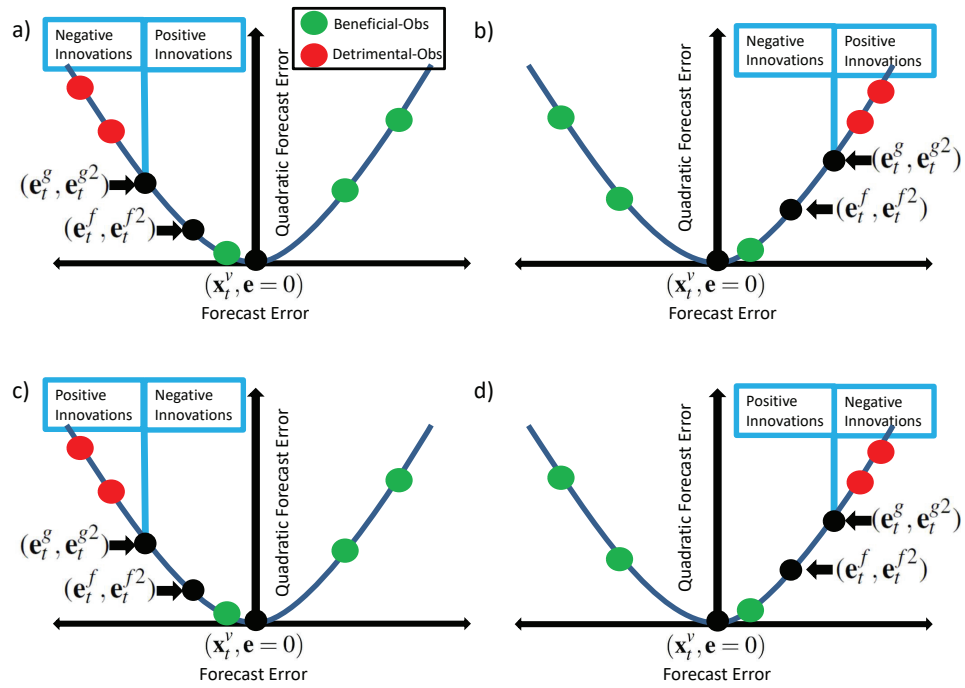 a)
Negative
Innovations
Positive
Innovations
Beneficial-Obs
Detrimental-Obs
Quadratic Forecast Error
(e_t^g, e_t^{g2})
(e_t^f, e_t^{f2})
(x_t^v, e = 0)
Forecast Error
b)
Negative
Innovations
Positive
Innovations
Quadratic Forecast Error
(e_t^g, e_t^{g2})
(e_t^f, e_t^{f2})
(x_t^v, e = 0)
Forecast Error
c)
Positive
Innovations
Negative
Innovations
Quadratic Forecast Error
(e_t^g, e_t^{g2})
(e_t^f, e_t^{f2})
(x_t^v, e = 0)
Forecast Error
d)
Positive
Innovations
Negative
Innovations
Quadratic Forecast Error
(e_t^g, e_t^{g2})
(e_t^f, e_t^{f2})
(x_t^v, e = 0)
Forecast Error